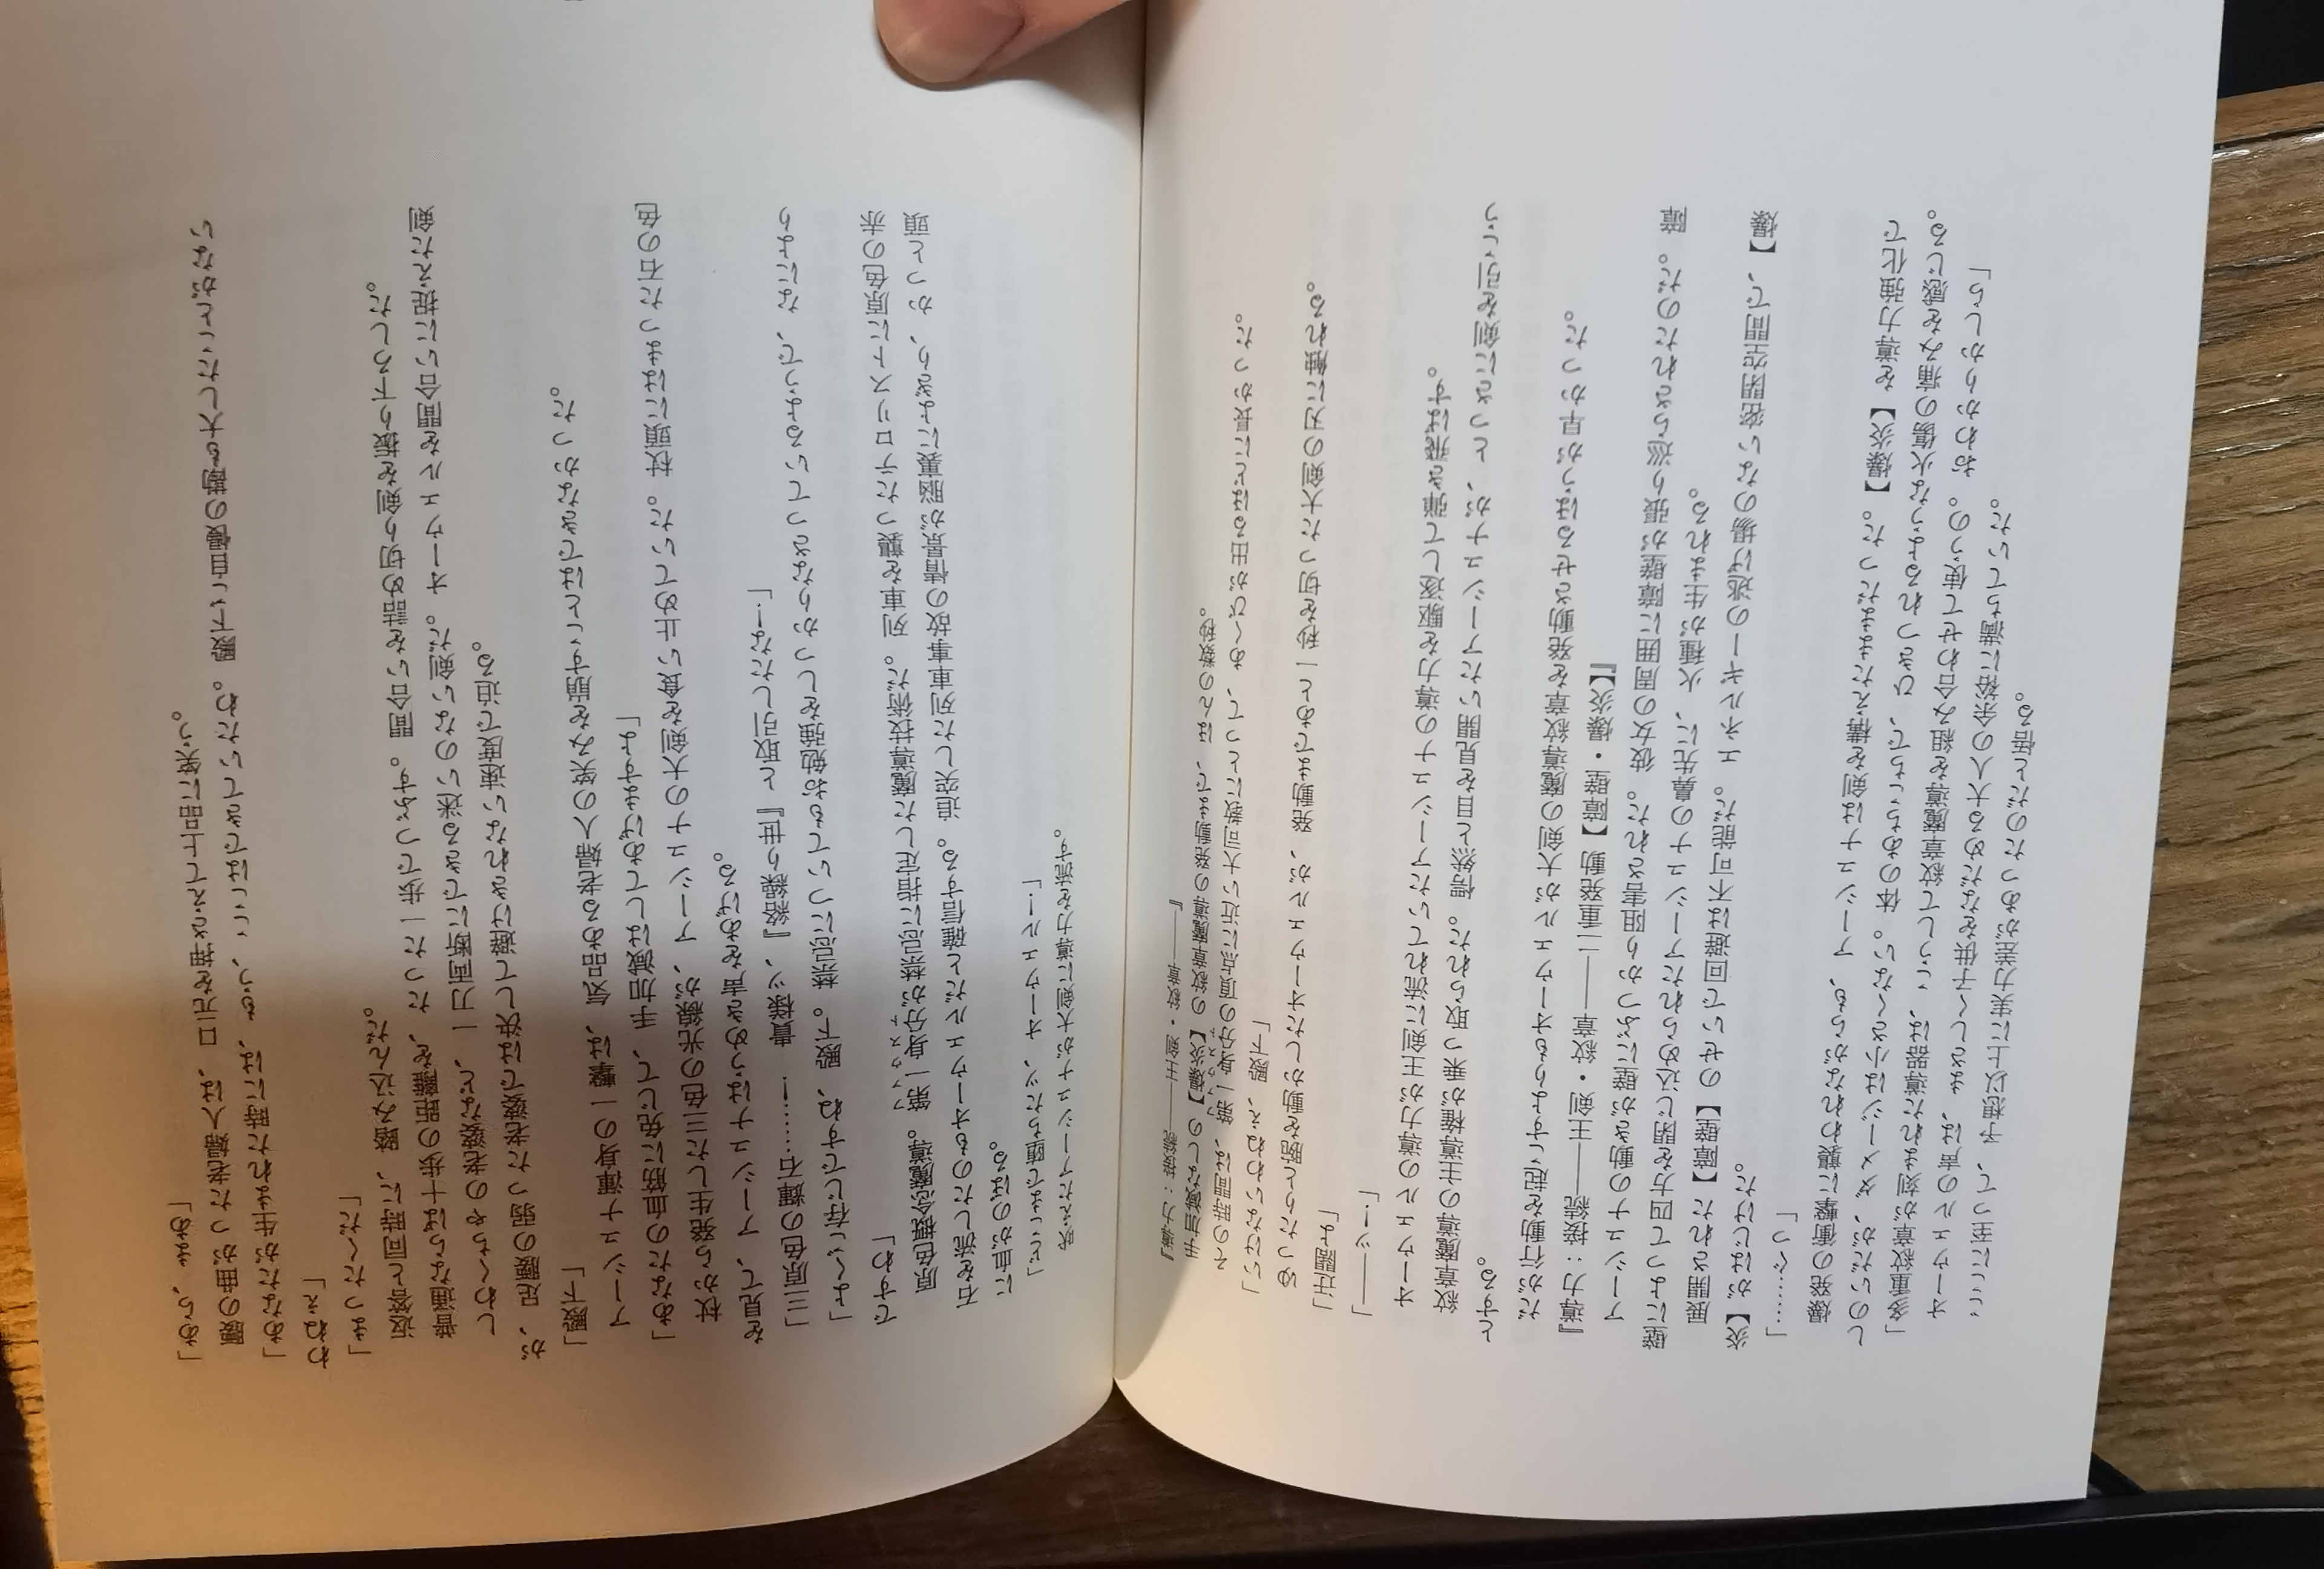 「あら、まあ」
腰の曲がった老婦人は、口元を押さえて上品に笑う。
「あなたが生まれた時には、もう、ここはできていたわ。殿下ご自慢の勘も大したことがない
わねぇ」
「まったくだ」
返答と同時に、踏み込んだ。
普通ならば十歩の距離を、たった一歩でつぶす。間合いを詰め切り剣を振り下ろした。
しわくちゃの老婆など、一刀両断にできる迷いのない剣だ。オーウェルを間合いに捉えた剣
が、足腰の弱った老婆では決して避けきれない速度で迫る。
「殿下」
アーシュナ渾身の一撃は、気品ある老婦人の笑みを崩すことはできなかった。
「あなたの血筋に免じて、手加減はしてあげますよ」
杖から発生した三色の光線が、アーシュナの大剣を食い止めていた。杖頭にはまった石の色
を見て、アーシュナはうめき声をあげる。
「三原色の輝石……！　貴様ッ、『絡繰り世』と取引したな！」
「よくご存じですね、殿下。禁忌についてもお勉強をしっかりなさっているようで、なにより
ですわ」
原色概念魔導。第一身分が禁忌に指定した魔導技術だ。列車を襲ったテロリストに原色の赤
ファウスト
石を流したのもオーウェルだと確信する。追突した列車事故の情景が脳裏によぎり、かっと頭
に血がのぼる。
「どこまで堕ちたッ、オーウェル！」
吠えたアーシュナが大剣に導力を流す。
『導力：接続――王剣・紋章――』
手加減なしの【爆炎】の紋章魔導の発動まで、ほんの数秒。
その時間は、第一身分の頂点に近い大司教にとって、あくびが出るほどに長かった。
ファウスト
「いけないわねぇ、殿下」
ゆったりと腕を動かしたオーウェルが、発動まであと一秒を切った大剣の刃に触れる。
「迂闊よ」
「――ッ！」
オーウェルの導力が王剣に流れていたアーシュナの導力を駆逐して弾き飛ばす。
紋章魔導の主導権が乗っ取られた。愕然と目を見開いたアーシュナが、とっさに剣を引こう
とする。
だが行動を起こすよりもオーウェルが大剣の魔導紋章を発動させるほうが早かった。
『導力：接続――王剣・紋章――二重発動【障壁・爆炎】』
アーシュナの動きが壁にぶつかり阻害された。彼女の周囲に障壁が張り巡らされたのだ。障
壁によって四方を閉じ込められたアーシュナの鼻先に、火種が生まれる。
展開された【障壁】のせいで回避は不可能だ。エネルギーの逃げ場のない密閉空間で、【爆
炎】がはじけた。
「……ぐっ」
爆発の衝撃に襲われながらも、アーシュナは剣を構えたままだった。【爆炎】を導力強化で
しのいだが、ダメージは小さくない。体のあちこちで、ひきつれるような火傷の痛みを感じる。
「多重紋章が刻まれた導器は、こうして紋章魔導を組み合わせて使うの。おわかりかしら」
オーウェルの声は、まさしく子供をなだめる大人の余裕に満ちていた。
ここに至って、予想以上に実力差があったのだと悟る。